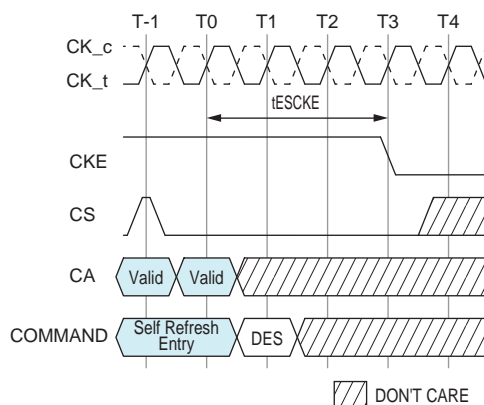 T-1 T0 T1 T2 T3 T4
CK_c
CK_t
tESCKE
CKE
CS
CA Valid Valid
COMMAND Self Refresh Entry DES
DON'T CARE